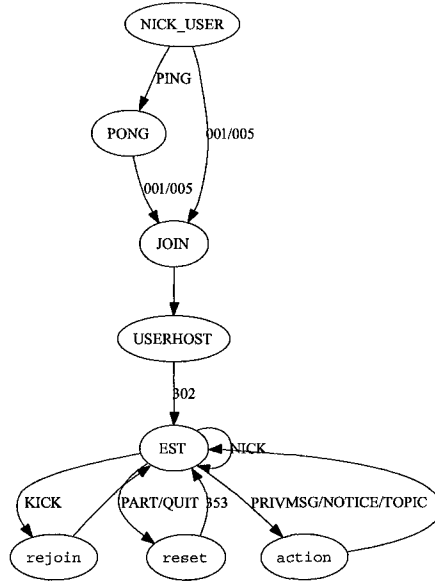 NICK_USER
PING
PONG
001/005
001/005
JOIN
USERHOST
302
EST
NICK
KICK
PART/QUIT
353
PRIVMSG/NOTICE/TOPIC
rejoin
reset
action